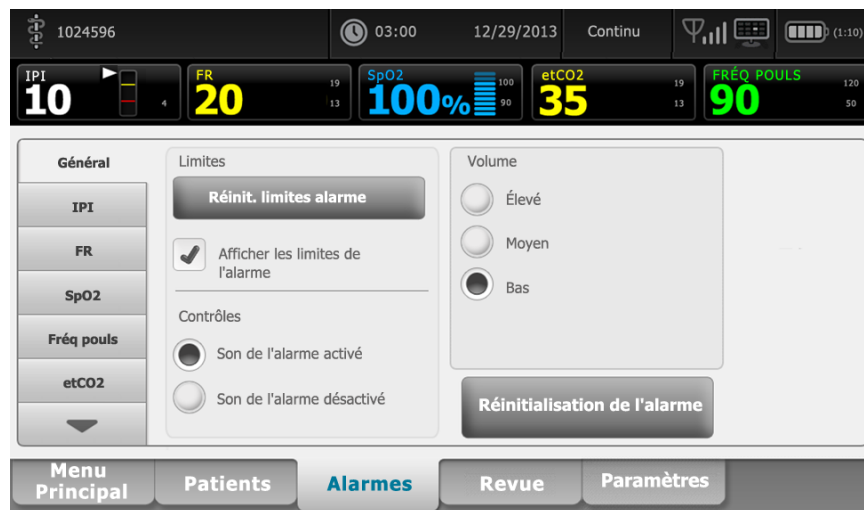 1024596
03:00
12/29/2013
Continu
(1:10)
IPI
10
4
FR
20
19
13
SpO2
100%
100
90
etCO2
35
19
13
FRÉQ POULS
90
120
50
Général
IPI
FR
SpO2
Fréq pouls
etCO2
Limites
Réinit. limites alarme
Afficher les limites de
l'alarme
Contrôles
Son de l'alarme activé
Son de l'alarme désactivé
Volume
Élevé
Moyen
Bas
Réinitialisation de l'alarme
Menu
Principal
Patients
Alarmes
Revue
Paramètres